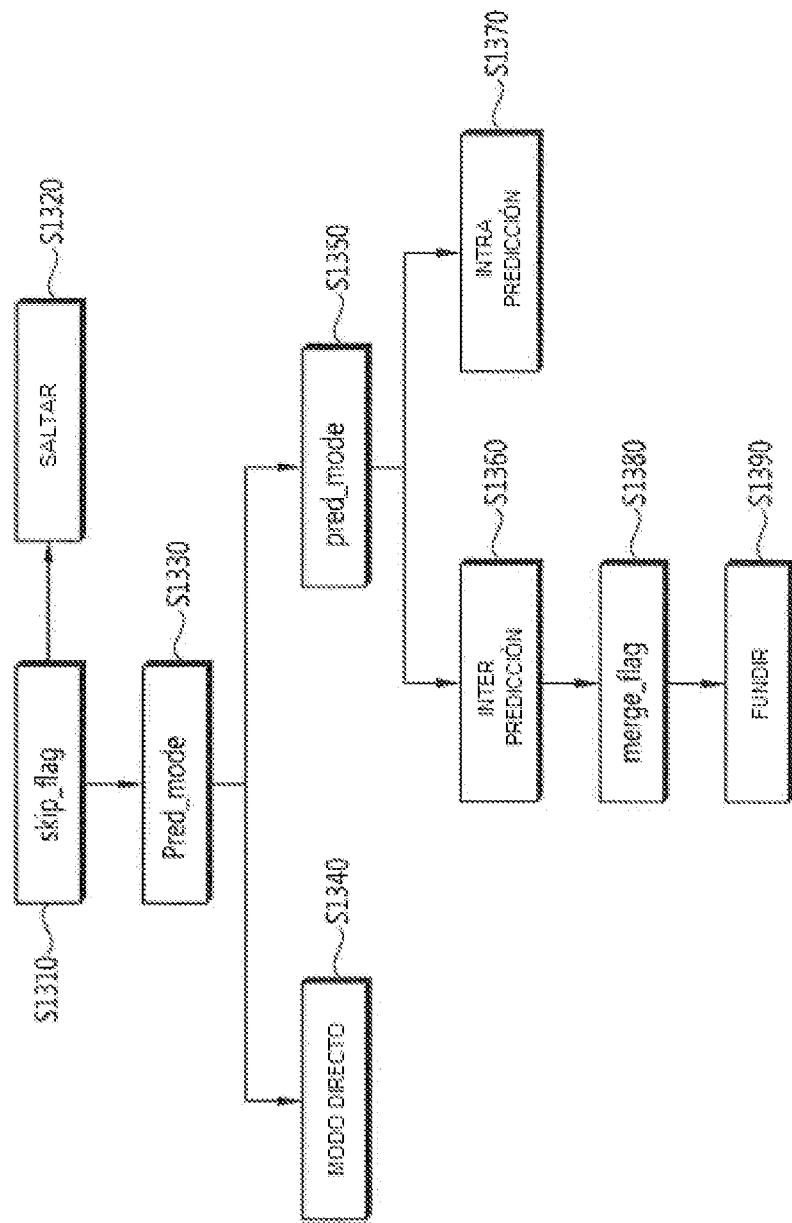 skip_flag
S1310
SALTAR
S1320
Pred_mode
S1330
MODO DIRECTO
S1340
pred_mode
S1350
INTER
PREDICCIÓN
S1360
INTRA
PREDICCIÓN
S1370
merge_flag
S1380
FUNDIR
S1390